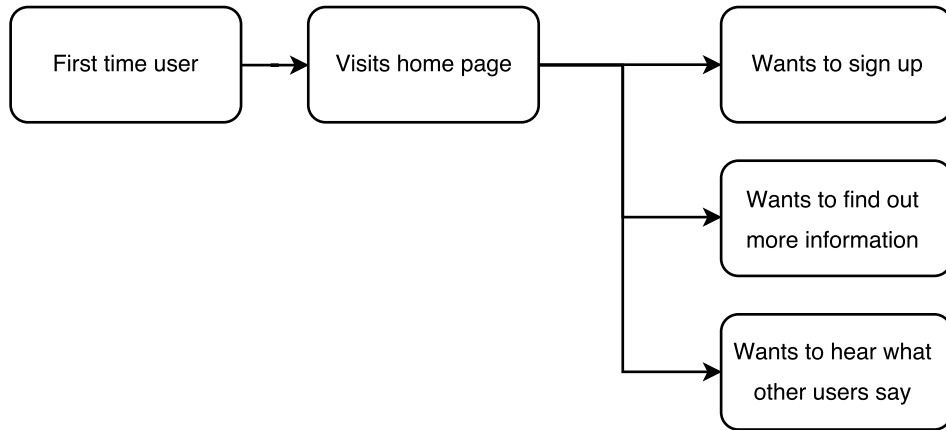 First time user
Visits home page
Wants to sign up
Wants to find out
more information
Wants to hear what
other users say